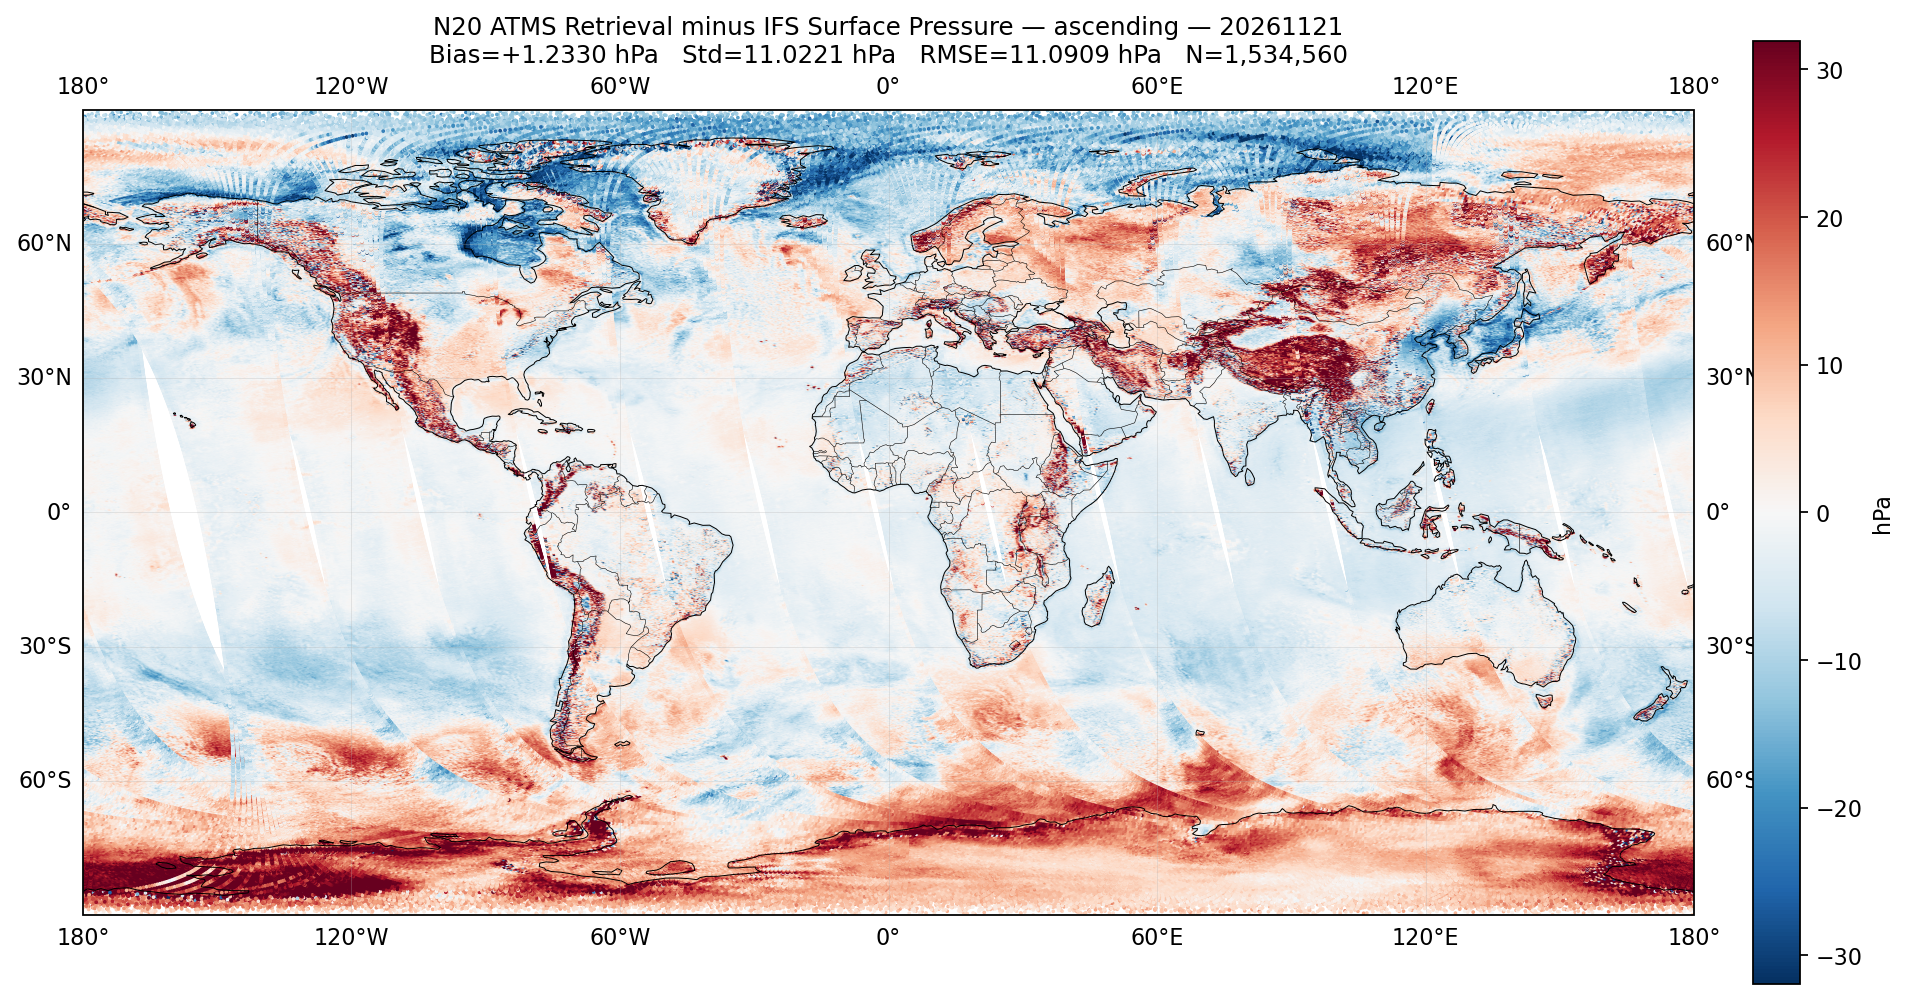 N20 ATMS Retrieval minus IFS Surface Pressure — ascending — 20261121
Bias=+1.2330 hPa   Std=11.0221 hPa   RMSE=11.0909 hPa   N=1,534,560
180° 120°W 60°W 0° 60°E 120°E 180°
60°N 60°N
30°N 30°N
0° 0°
30°S 30°S
60°S 60°S
180° 120°W 60°W 0° 60°E 120°E 180°
30
20
10
0
−10
−20
−30
hPa